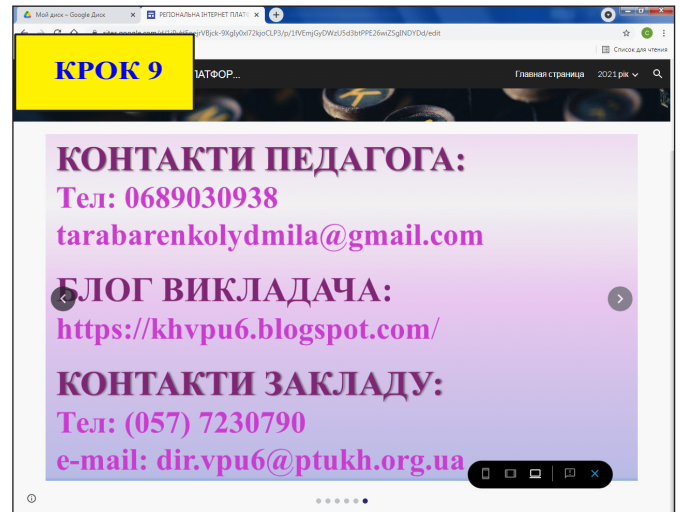 Мой диск – Google Диск
РЕГІОНАЛЬНА ІНТЕРНЕТ ПЛАТФ
Список для чтения
КРОК 9
ЛАТФОР...
Главная страница
2021 рік
КОНТАКТИ ПЕДАГОГА:
Тел: 0689030938
tarabarenkolydmila@gmail.com
БЛОГ ВИКЛАДАЧА:
https://khvpu6.blogspot.com/
КОНТАКТИ ЗАКЛАДУ:
Тел: (057) 7230790
e-mail: dir.vpu6@ptukh.org.ua